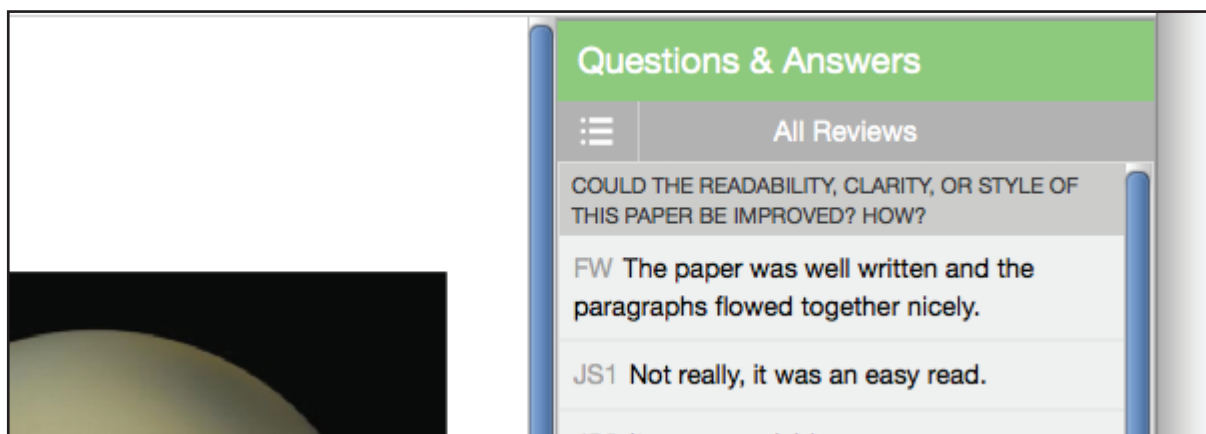 Questions & Answers
All Reviews
COULD THE READABILITY, CLARITY, OR STYLE OF
THIS PAPER BE IMPROVED? HOW?
FW The paper was well written and the
paragraphs flowed together nicely.
JS1 Not really, it was an easy read.